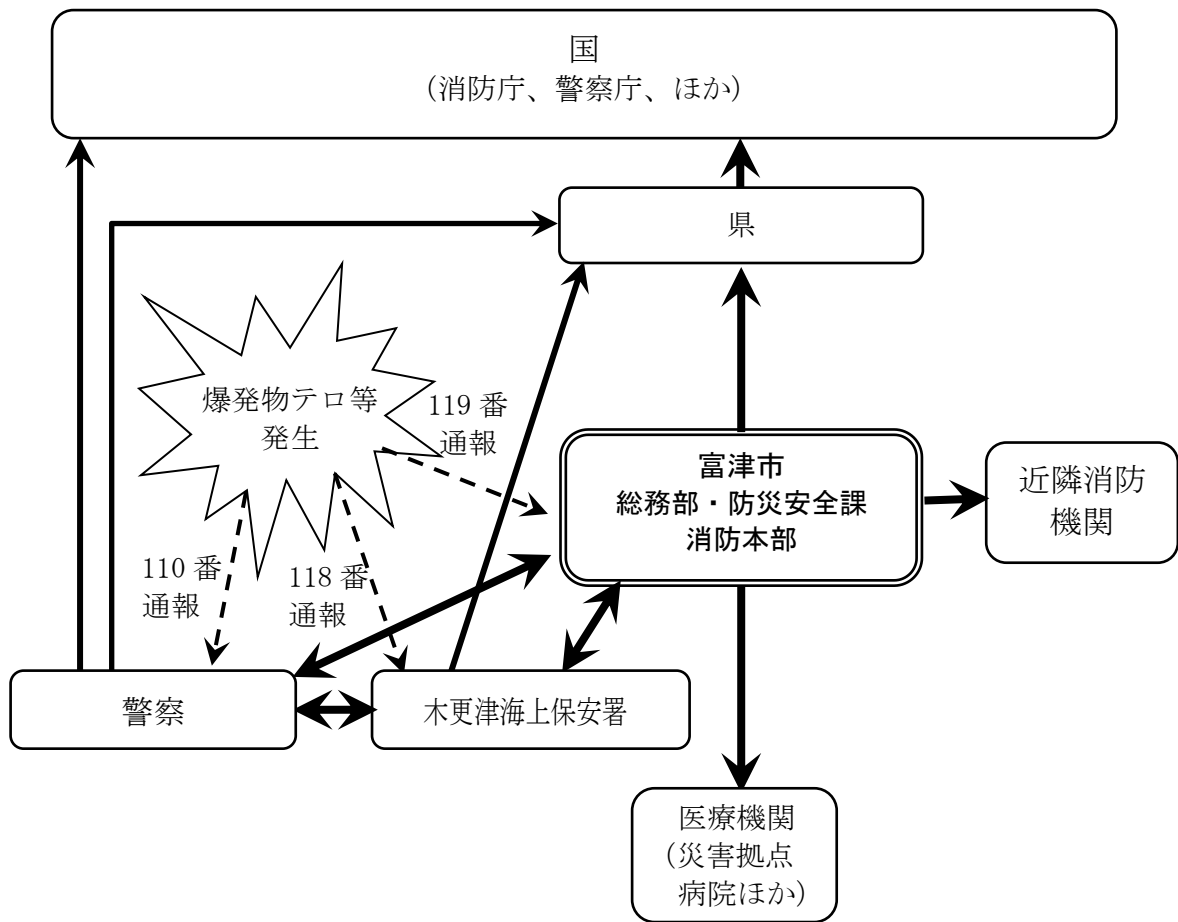 国
（消防庁、警察庁、ほか）
県
爆発物テロ等
発生
119 番
通報
富津市
総務部・防災安全課
消防本部
近隣消防
機関
110 番
通報
118 番
通報
警察
木更津海上保安署
医療機関
（災害拠点
病院ほか）